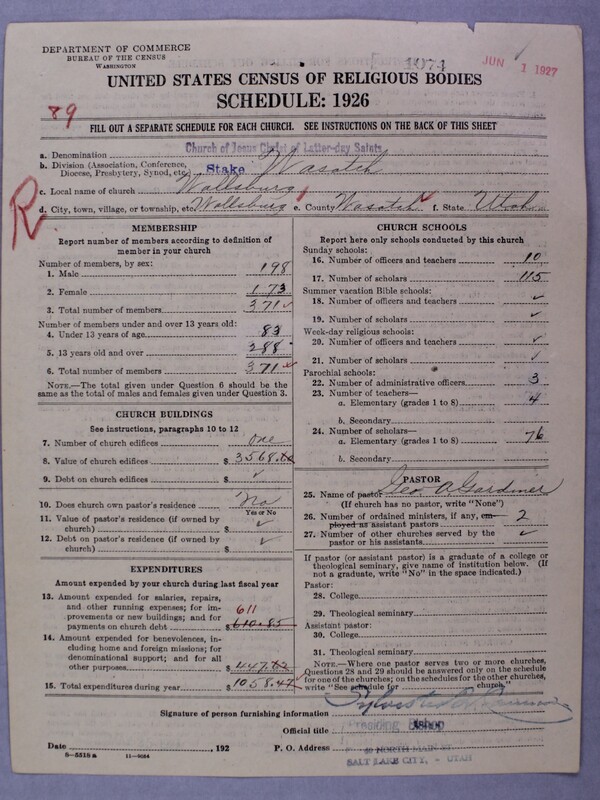 DEPARTMENT OF COMMERCE
BUREAU OF THE CENSUS
WASHINGTON
1074
JUN 1 1927
UNITED STATES CENSUS OF RELIGIOUS BODIES
SCHEDULE: 1926
89
FILL OUT A SEPARATE SCHEDULE FOR EACH CHURCH. SEE INSTRUCTIONS ON THE BACK OF THIS SHEET
a. Denomination Church of Jesus Christ of Latter-day Saints
b. Division (Association, Conference, Diocese, Presbytery, Synod, etc. Stake Wasatch
c. Local name of church Wallsburg
R
d. City, town, village, or township, etc. Wallsburg e. County Wasatch f. State Utah
MEMBERSHIP
Report number of members according to definition of
member in your church
Number of members, by sex:
1. Male 198
2. Female 173
3. Total number of members 371
Number of members under and over 13 years old:
4. Under 13 years of age 83
5. 13 years old and over 288
6. Total number of members 371
NOTE.—The total given under Question 6 should be
same as the total of males and females given under Question 3.
CHURCH BUILDINGS
See instructions, paragraphs 10 to 12
7. Number of church edifices one
8. Value of church edifices $ 3568.
9. Debt on church edifices $ ✓
10. Does church own pastor's residence? No
Yes or No
11. Value of pastor's residence (if owned by
church) $ ✓
12. Debt on pastor's residence (if owned by
church) $ ✓
EXPENDITURES
Amount expended by your church during last fiscal year
13. Amount expended for salaries, repairs,
and other running expenses; for im-
provements or new buildings; and for
payments on church debt 611 $ 610.85
14. Amount expended for benevolences, in-
cluding home and foreign missions; for
denominational support; and for all
other purposes $ 447.
15. Total expenditures during year $ 1058.47
CHURCH SCHOOLS
Report here only schools conducted by this church
Sunday schools:
16. Number of officers and teachers 10
17. Number of scholars 115
Summer vacation Bible schools:
18. Number of officers and teachers ✓
19. Number of scholars ✓
Week-day religious schools:
20. Number of officers and teachers ✓
21. Number of scholars ✓
Parochial schools:
22. Number of administrative officers 3
23. Number of teachers—
a. Elementary (grades 1 to 8) 4
b. Secondary
24. Number of scholars—
a. Elementary (grades 1 to 8) 76
b. Secondary
PASTOR
25. Name of pastor Geo A Gardner
(If church has no pastor, write "None")
26. Number of ordained ministers, if any, em-
ployed as assistant pastors 2
27. Number of other churches served by the
pastor or his assistants ✓
If pastor (or assistant pastor) is a graduate of a college or
theological seminary, give name of institution below. (If
not a graduate, write "No" in the space indicated.)
Pastor:
28. College
29. Theological seminary
Assistant pastor:
30. College
31. Theological seminary
NOTE.—Where one pastor serves two or more churches,
Questions 28 and 29 should be answered only on the schedule
for one of the churches; on the schedules for the other churches,
write "See schedule for church."
Signature of person furnishing information Sylvester Q. Cannon
Official title Presiding Bishop
Date , 192 P. O. Address 40 NORTH MAIN ST.
SALT LAKE CITY, - UTAH
8—5518 a 11—9084